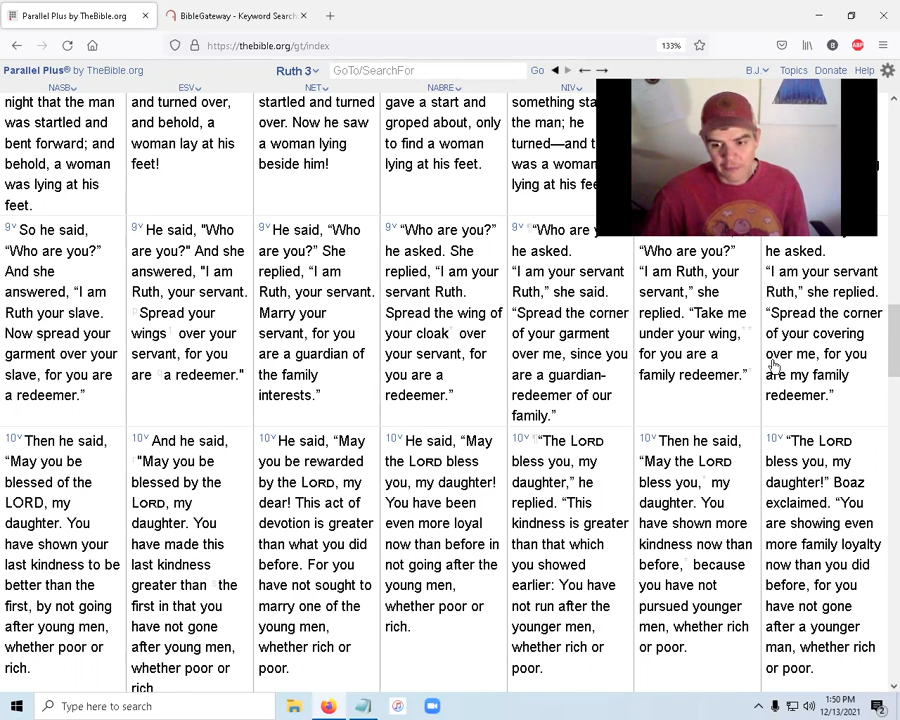 Parallel Plus by TheBible.org
BibleGateway - Keyword Search:
https://thebible.org/gt/index
133%
Parallel Plus® by TheBible.org
Ruth 3
GoTo/SearchFor
Go
B.J.
Topics
Donate
Help
NASB
ESV
NET
NABRE
NIV
night that the man
was startled and
bent forward; and
behold, a woman
was lying at his
feet.
and turned over,
and behold, a
woman lay at his
feet!
startled and turned
over. Now he saw
a woman lying
beside him!
gave a start and
groped about, only
to find a woman
lying at his feet.
something
the man; he
turned—and
was a woman
lying at his
9v So he said,
“Who are you?”
And she
answered, “I am
Ruth your slave.
Now spread your
garment over your
slave, for you are
a redeemer.”
9v He said, "Who
are you?" And she
answered, "I am
Ruth, your servant.
Spread your
wings over your
servant, for you
are a redeemer."
9v He said, “Who
are you?” She
replied, “I am
Ruth, your servant.
Marry your
servant, for you
are a guardian of
the family
interests.”
9v “Who are you?”
he asked. She
replied, “I am your
servant Ruth.
Spread the wing of
your cloak over
your servant, for
you are a
redeemer.”
9v “Who are
he asked.
“I am your servant
Ruth,” she said.
“Spread the corner
of your garment
over me, since you
are a guardian-
redeemer of our
family.”
“Who are you?”
“I am Ruth, your
servant,” she
replied. “Take me
under your wing,
for you are a
family redeemer.”
he asked.
“I am your servant
Ruth,” she replied.
“Spread the corner
of your covering
over me, for you
are my family
redeemer.”
10v Then he said,
“May you be
blessed of the
LORD, my
daughter. You
have shown your
last kindness to be
better than the
first, by not going
after young men,
whether poor or
rich.
10v And he said,
"May you be
blessed by the
LORD, my
daughter. You
have made this
last kindness
greater than the
first in that you
have not gone
after young men,
whether poor or
rich
10v He said, “May
you be rewarded
by the LORD, my
dear! This act of
devotion is greater
than what you did
before. For you
have not sought to
marry one of the
young men,
whether rich or
poor.
10v He said, “May
the LORD bless
you, my daughter!
You have been
even more loyal
now than before in
not going after the
young men,
whether poor or
rich.
10v “The LORD
bless you, my
daughter,” he
replied. “This
kindness is greater
than that which
you showed
earlier: You have
not run after the
younger men,
whether rich or
poor.
10v Then he said,
“May the LORD
bless you, my
daughter. You
have shown more
kindness now than
before, because
you have not
pursued younger
men, whether rich
or poor.
10v “The LORD
bless you, my
daughter!” Boaz
exclaimed. “You
are showing even
more family loyalty
now than you did
before, for you
have not gone
after a younger
man, whether rich
or poor.
Type here to search
1:50 PM
12/13/2021